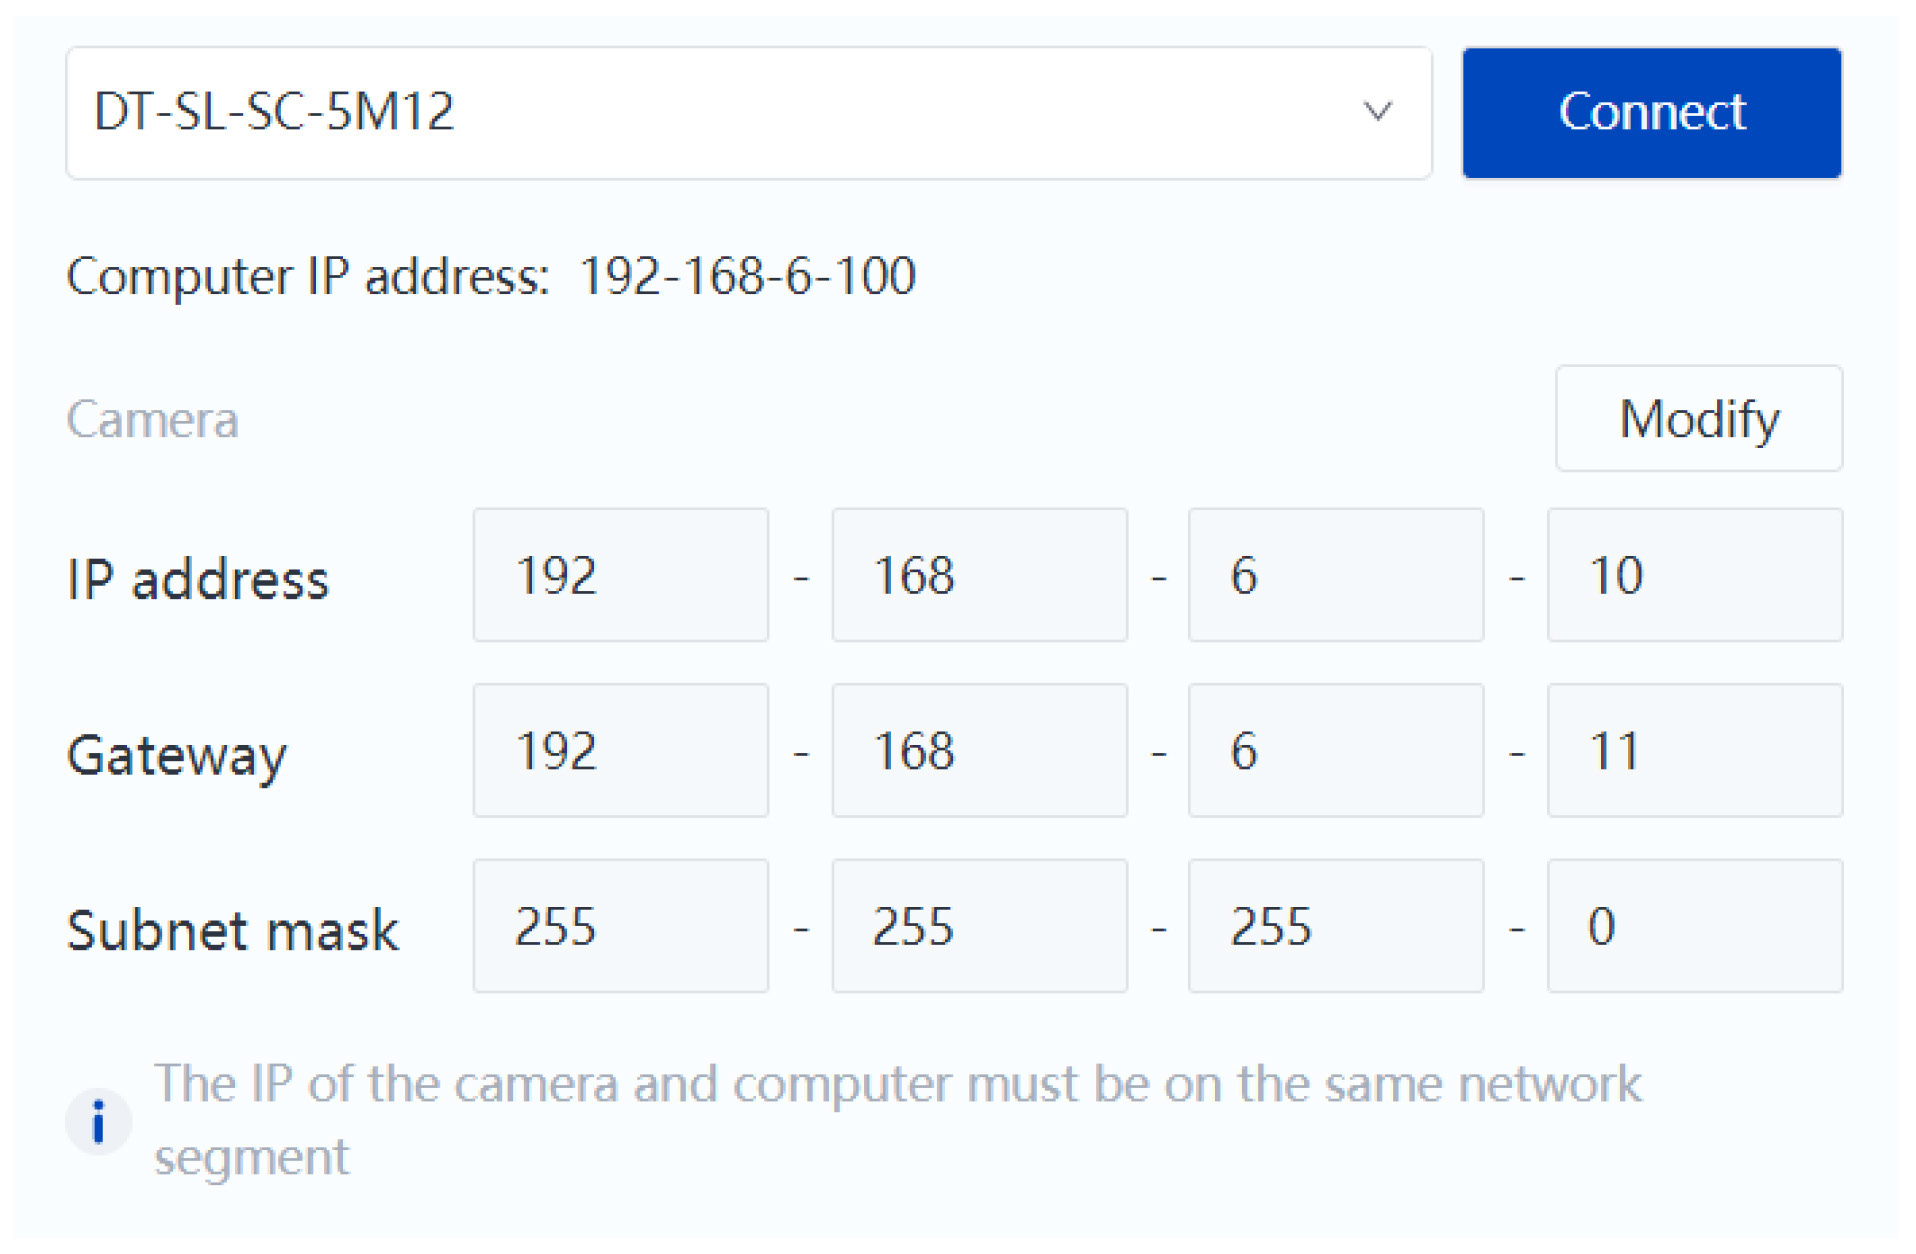 DT-SL-SC-5M12
Connect
Computer IP address: 192-168-6-100
Camera
Modify
IP address 192 - 168 - 6 - 10
Gateway 192 - 168 - 6 - 11
Subnet mask 255 - 255 - 255 - 0
The IP of the camera and computer must be on the same network
segment